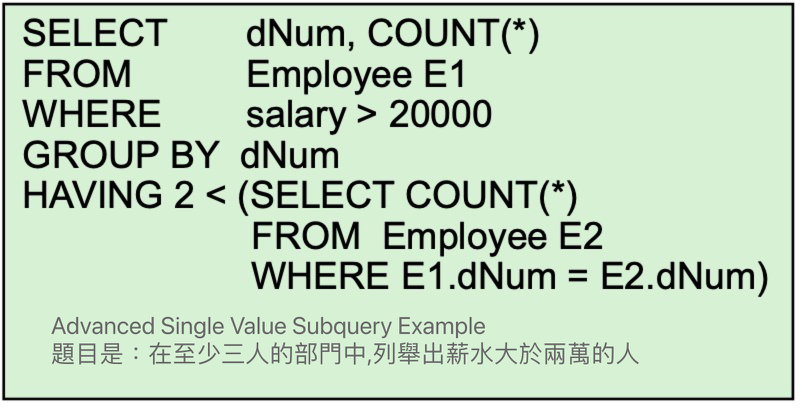 SELECT dNum, COUNT(*)
FROM Employee E1
WHERE salary > 20000
GROUP BY dNum
HAVING 2 < (SELECT COUNT(*)
FROM Employee E2
WHERE E1.dNum = E2.dNum)
Advanced Single Value Subquery Example
題目是：在至少三人的部門中,列舉出薪水大於兩萬的人